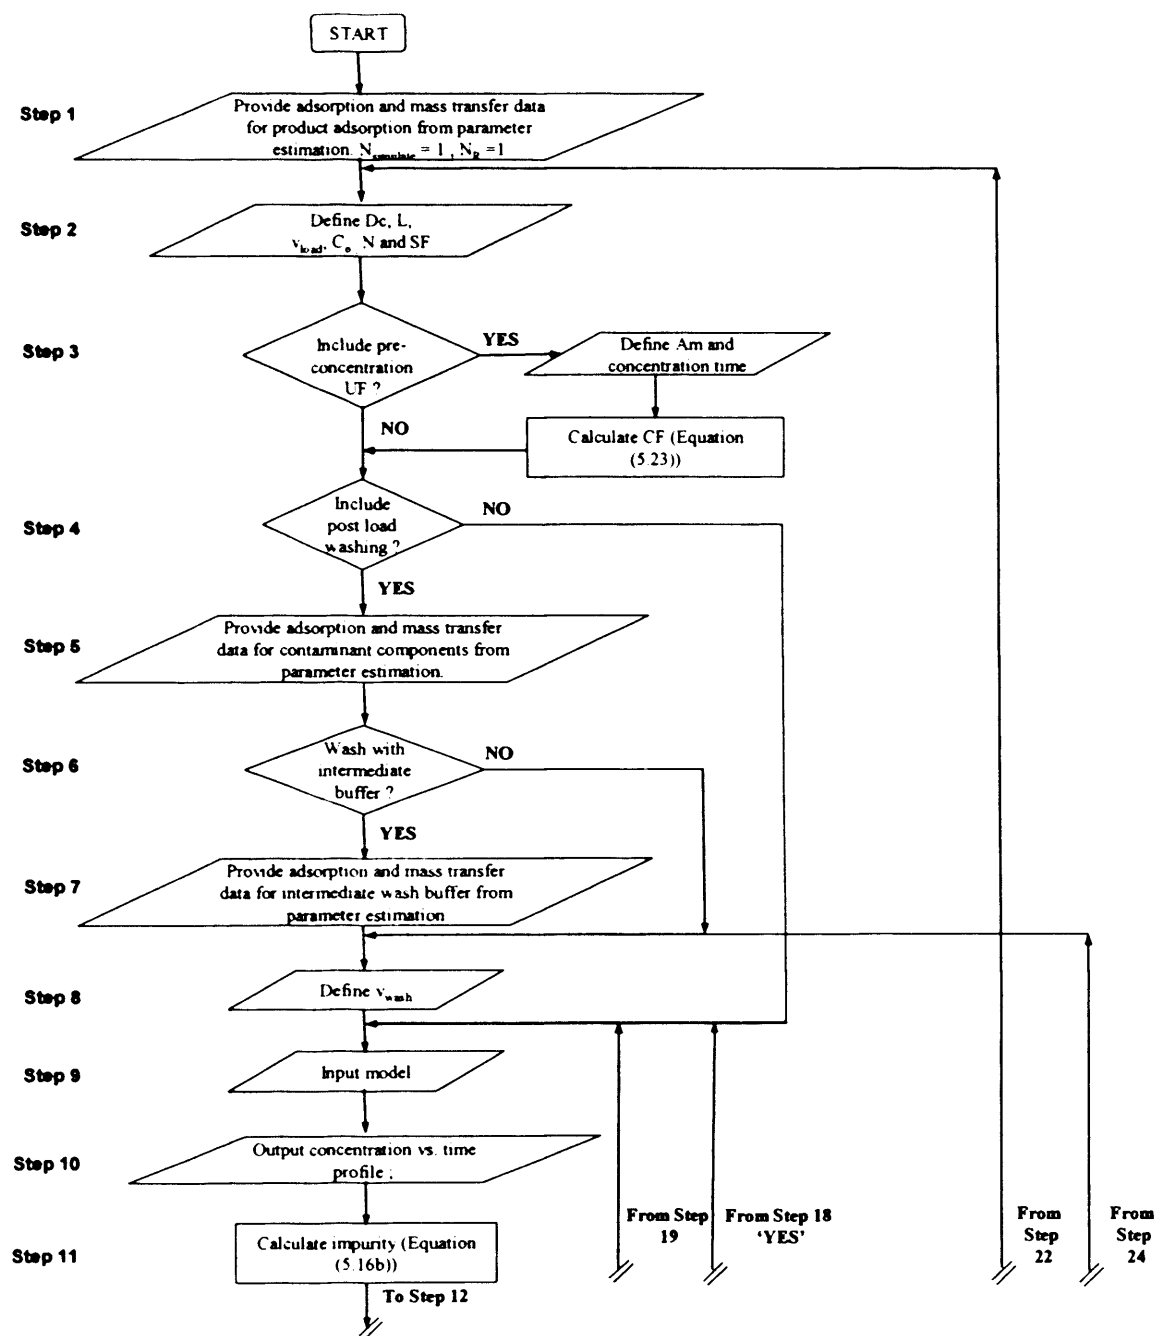 START
Step 1
Provide adsorption and mass transfer data
for product adsorption from parameter
estimation. N_simulate = 1 , N_R =1
Step 2
Define Dc, L,
v_load, C_o N and SF
Step 3
Include pre-
concentration
UF ?
YES
Define Am and
concentration time
NO
Calculate CF (Equation
(5.23))
Step 4
Include
post load
washing ?
NO
YES
Step 5
Provide adsorption and mass transfer
data for contaminant components from
parameter estimation.
Step 6
Wash with
intermediate
buffer ?
NO
YES
Step 7
Provide adsorption and mass transfer
data for intermediate wash buffer from
parameter estimation
Step 8
Define v_wash
Step 9
Input model
Step 10
Output concentration vs. time
profile ;
Step 11
Calculate impurity (Equation
(5.16b))
To Step 12
From Step
19
From Step 18
‘YES’
From
Step
22
From
Step
24